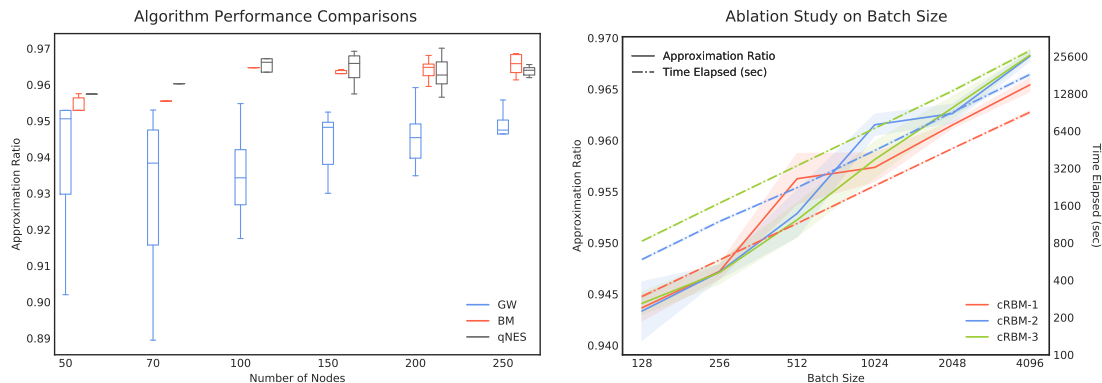 Algorithm Performance Comparisons
Approximation Ratio
0.97
0.96
0.95
0.94
0.93
0.92
0.91
0.90
0.89
50
70
100
150
200
250
Number of Nodes
GW
BM
qNES
Ablation Study on Batch Size
Approximation Ratio
0.970
0.965
0.960
0.955
0.950
0.945
0.940
Approximation Ratio
Time Elapsed (sec)
cRBM-1
cRBM-2
cRBM-3
128
256
512
1024
2048
4096
Batch Size
25600
12800
6400
3200
1600
800
400
200
100
Time Elapsed (sec)